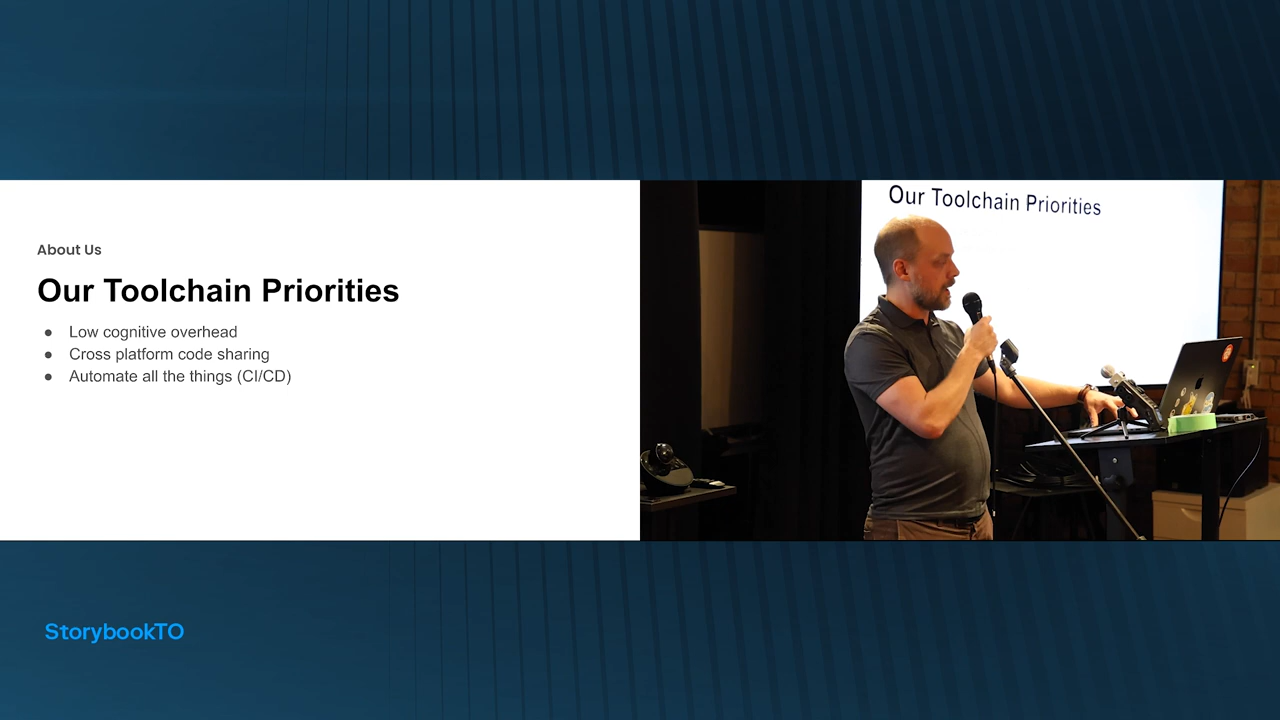 About Us
Our Toolchain Priorities
● Low cognitive overhead
● Cross platform code sharing
● Automate all the things (CI/CD)
Our Toolchain Priorities
StorybookTO